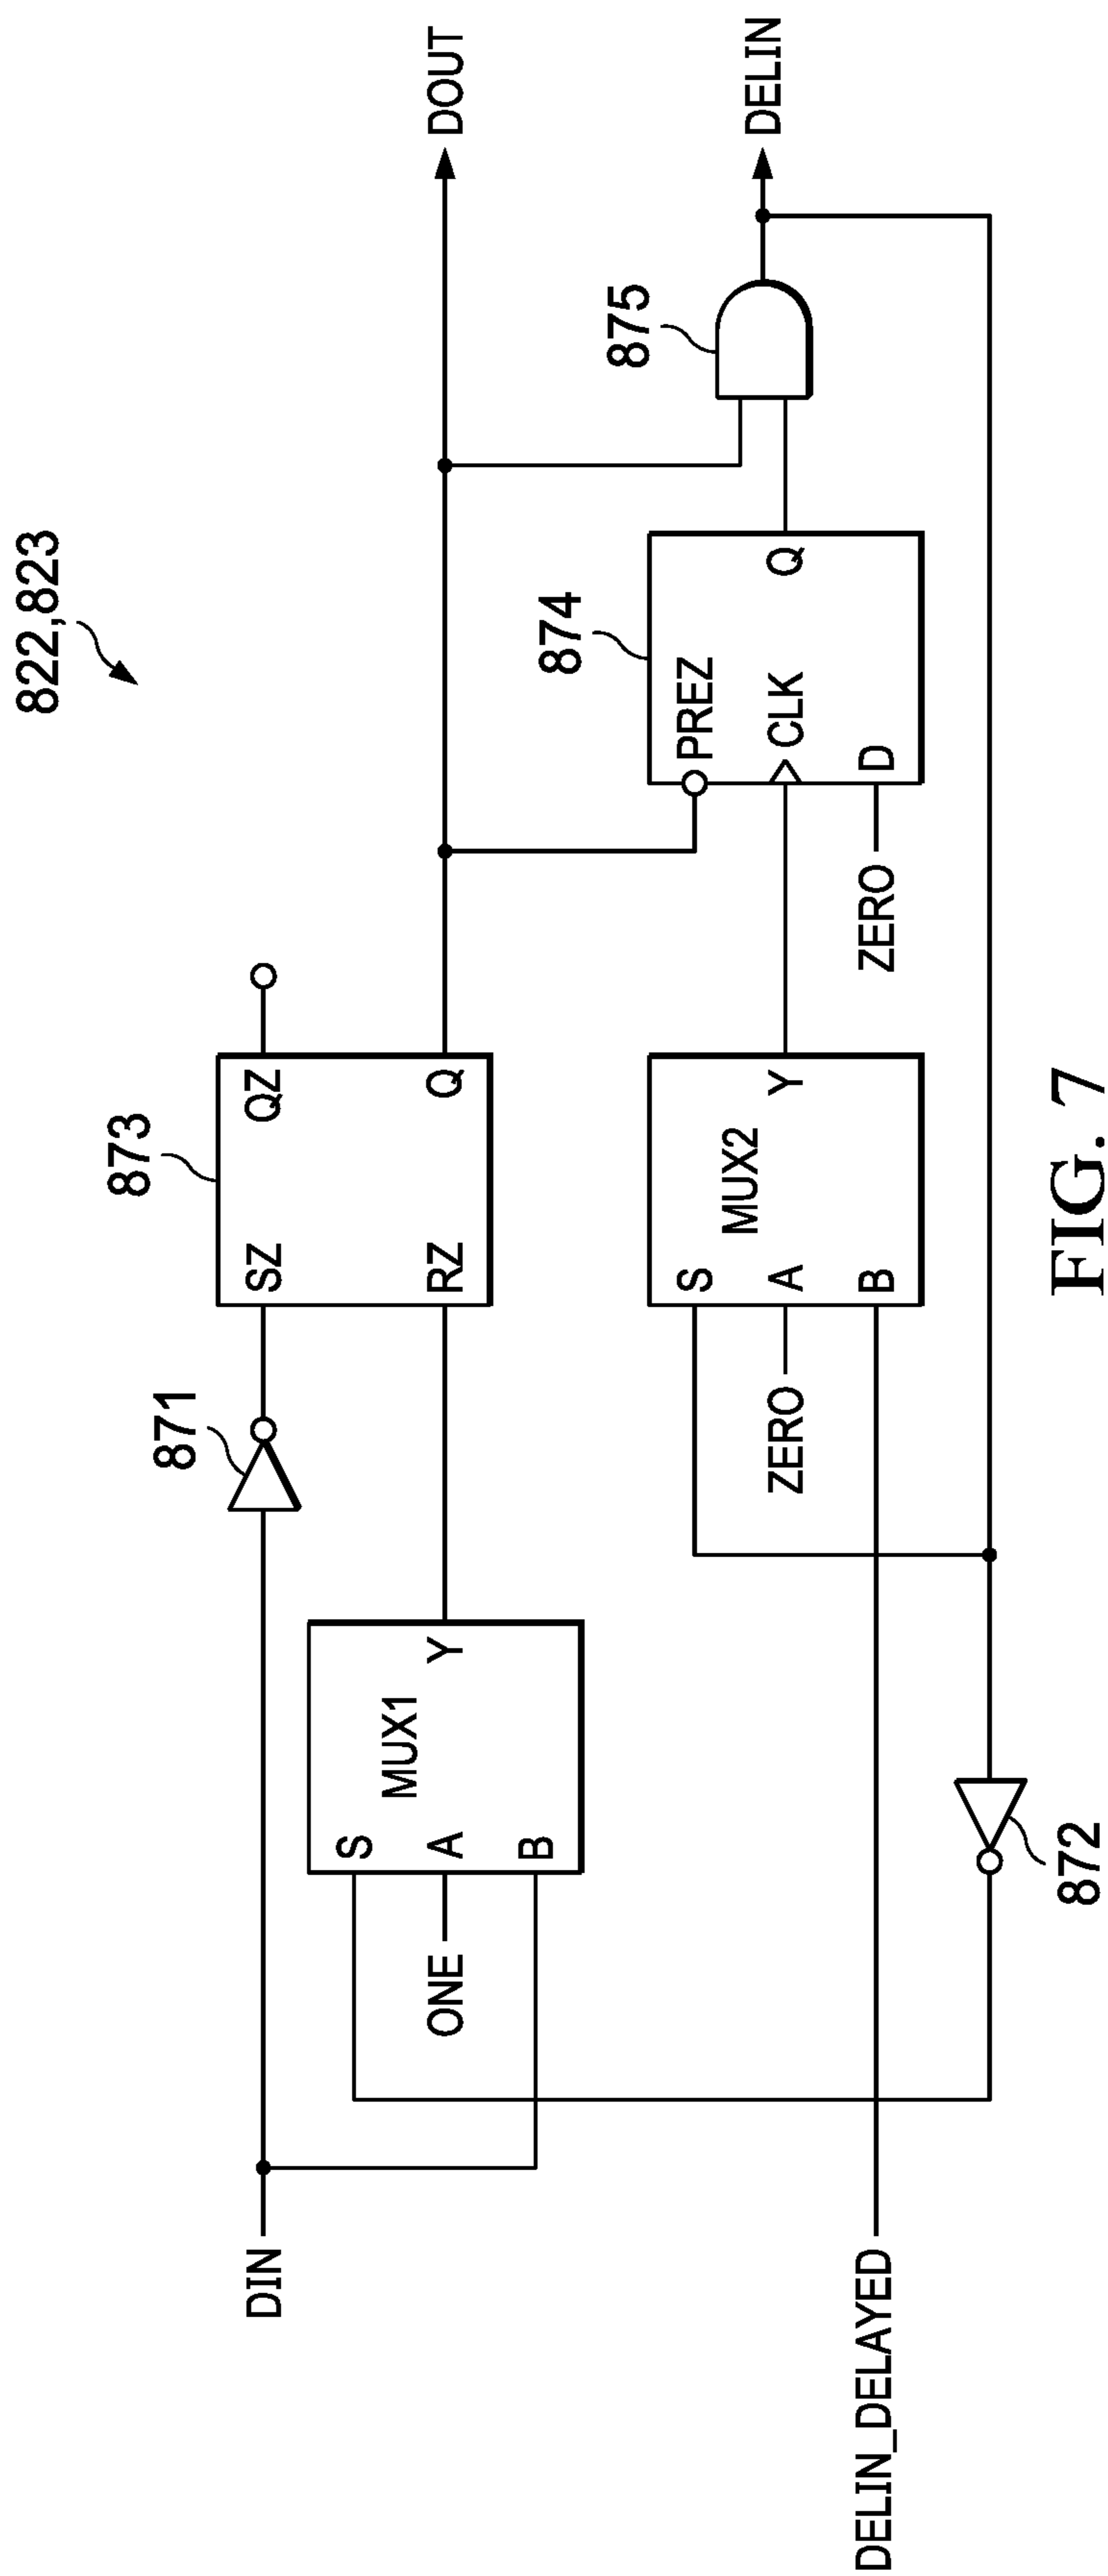 822,823
DIN
871
873
SZ
QZ
RZ
Q
DOUT
MUX1
S
A
B
Y
ONE
MUX2
S
A
B
Y
ZERO
874
PREZ
CLK
D
Q
ZERO
875
DELIN
DELIN_DELAYED
872
FIG. 7